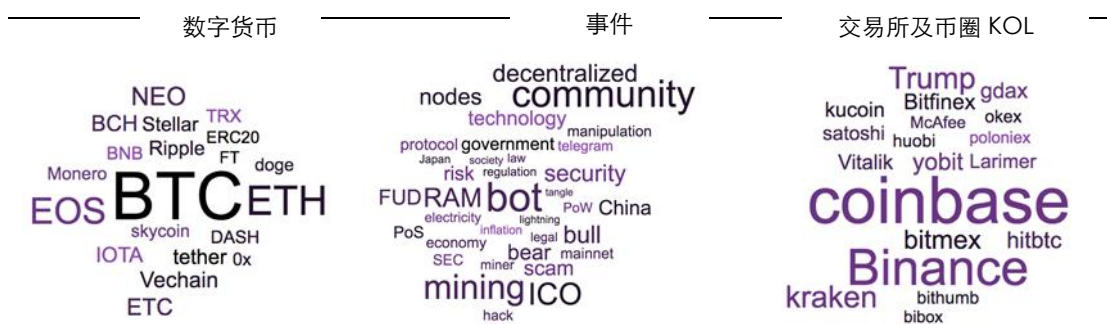 数字货币
NEO
BCH Stellar TRX
ERC20
BNB Ripple FT doge
Monero
EOS BTC ETH
skycoin DASH
IOTA tether 0x
Vechain
ETC
事件
decentralized
nodes community
technology
manipulation
protocol government telegram
Japan society law
risk regulation security
FUD RAM bot tangle
PoW China
electricity lightning
PoS inflation legal bull
economy bear mainnet
SEC miner scam
mining ICO
hack
交易所及币圈 KOL
Trump gdax
kucoin Bitfinex okex
McAfee
satoshi huobi poloniex
Vitalik yobit Larimer
coinbase
bitmex hitbtc
Binance
kraken bithumb
bibox